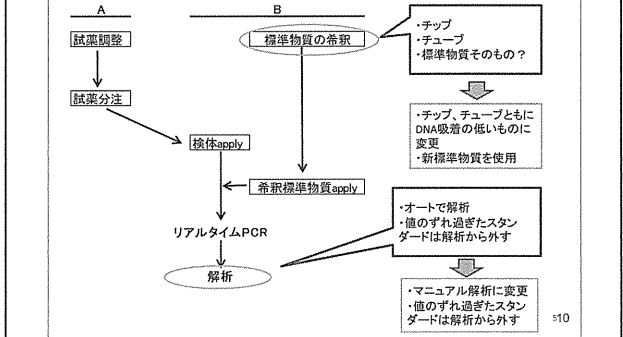 A
B
試薬調整
標準物質の希釈
・チップ
・チューブ
・標準物質そのもの？
試薬分注
・チップ、チューブともに
DNA吸着の低いものに
変更
・新標準物質を使用
検体apply
希釈標準物質apply
・オートで解析
・値のずれ過ぎたスタン
ダードは解析から外す
リアルタイムPCR
解析
・マニュアル解析に変更
・値のずれ過ぎたスタン
ダードは解析から外す
510